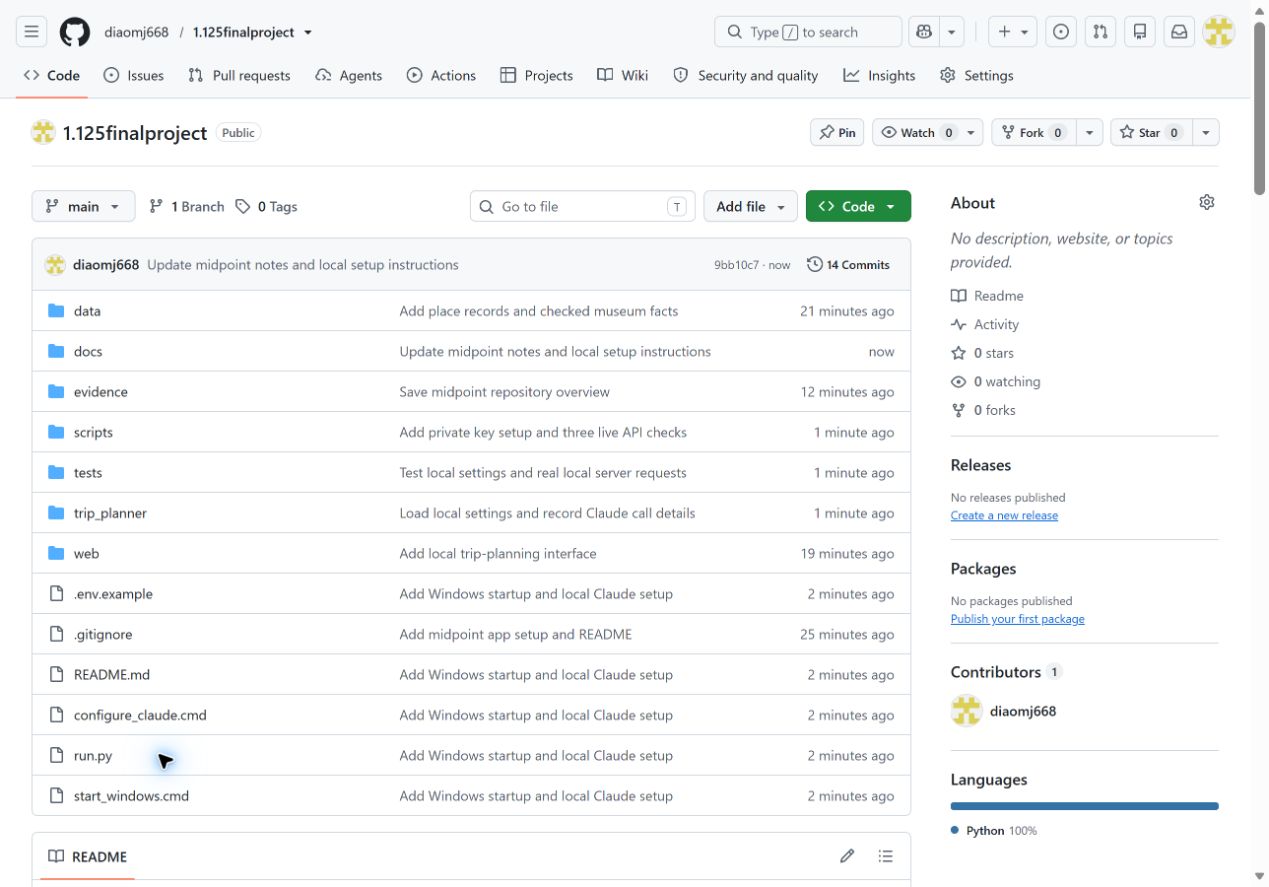 diaomj668 / 1.125finalproject
Type / to search
Code Issues Pull requests Agents Actions Projects Wiki Security and quality Insights Settings
1.125finalproject Public
Pin Watch 0 Fork 0 Star 0
main 1 Branch 0 Tags Go to file T Add file Code
diaomj668 Update midpoint notes and local setup instructions 9bb10c7 · now 14 Commits
data Add place records and checked museum facts 21 minutes ago
docs Update midpoint notes and local setup instructions now
evidence Save midpoint repository overview 12 minutes ago
scripts Add private key setup and three live API checks 1 minute ago
tests Test local settings and real local server requests 1 minute ago
trip_planner Load local settings and record Claude call details 1 minute ago
web Add local trip-planning interface 19 minutes ago
.env.example Add Windows startup and local Claude setup 2 minutes ago
.gitignore Add midpoint app setup and README 25 minutes ago
README.md Add Windows startup and local Claude setup 2 minutes ago
configure_claude.cmd Add Windows startup and local Claude setup 2 minutes ago
run.py Add Windows startup and local Claude setup 2 minutes ago
start_windows.cmd Add Windows startup and local Claude setup 2 minutes ago
README
About
No description, website, or topics
provided.
Readme
Activity
0 stars
0 watching
0 forks
Releases
No releases published
Create a new release
Packages
No packages published
Publish your first package
Contributors 1
diaomj668
Languages
Python 100%